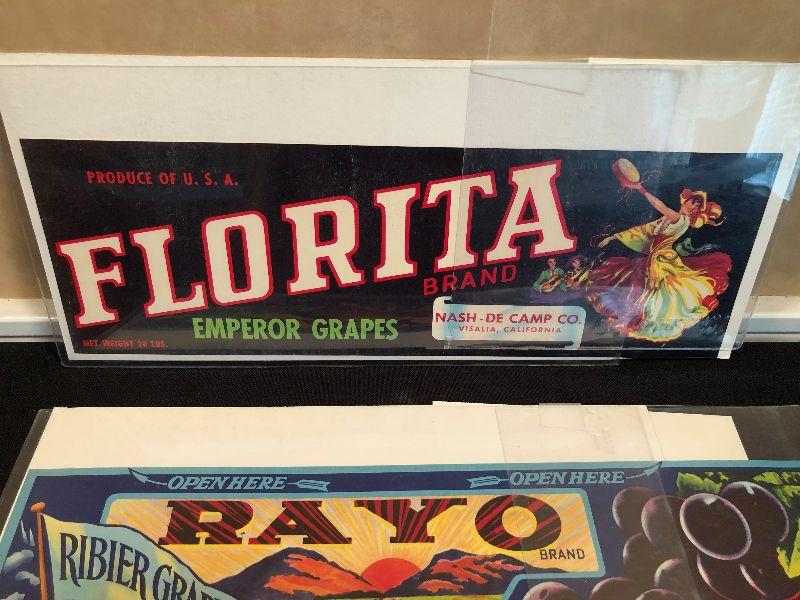 PRODUCE OF U. S. A.
FLORITA
BRAND
EMPEROR GRAPES
NASH-DE CAMP CO.
VISALIA, CALIFORNIA
NET WEIGHT 28 LBS.
OPEN HERE
OPEN HERE
RAYO
BRAND
RIBIER GRAP